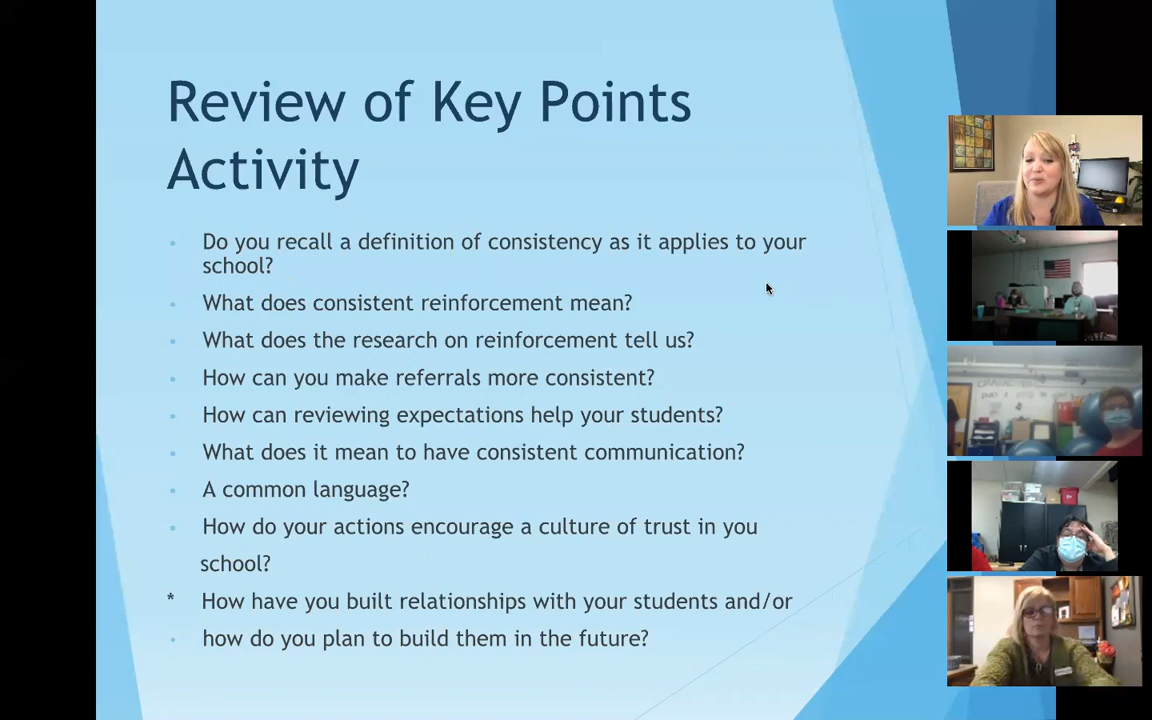 Review of Key Points
Activity
Do you recall a definition of consistency as it applies to your
school?
What does consistent reinforcement mean?
What does the research on reinforcement tell us?
How can you make referrals more consistent?
How can reviewing expectations help your students?
What does it mean to have consistent communication?
A common language?
How do your actions encourage a culture of trust in you
school?
* How have you built relationships with your students and/or
how do you plan to build them in the future?